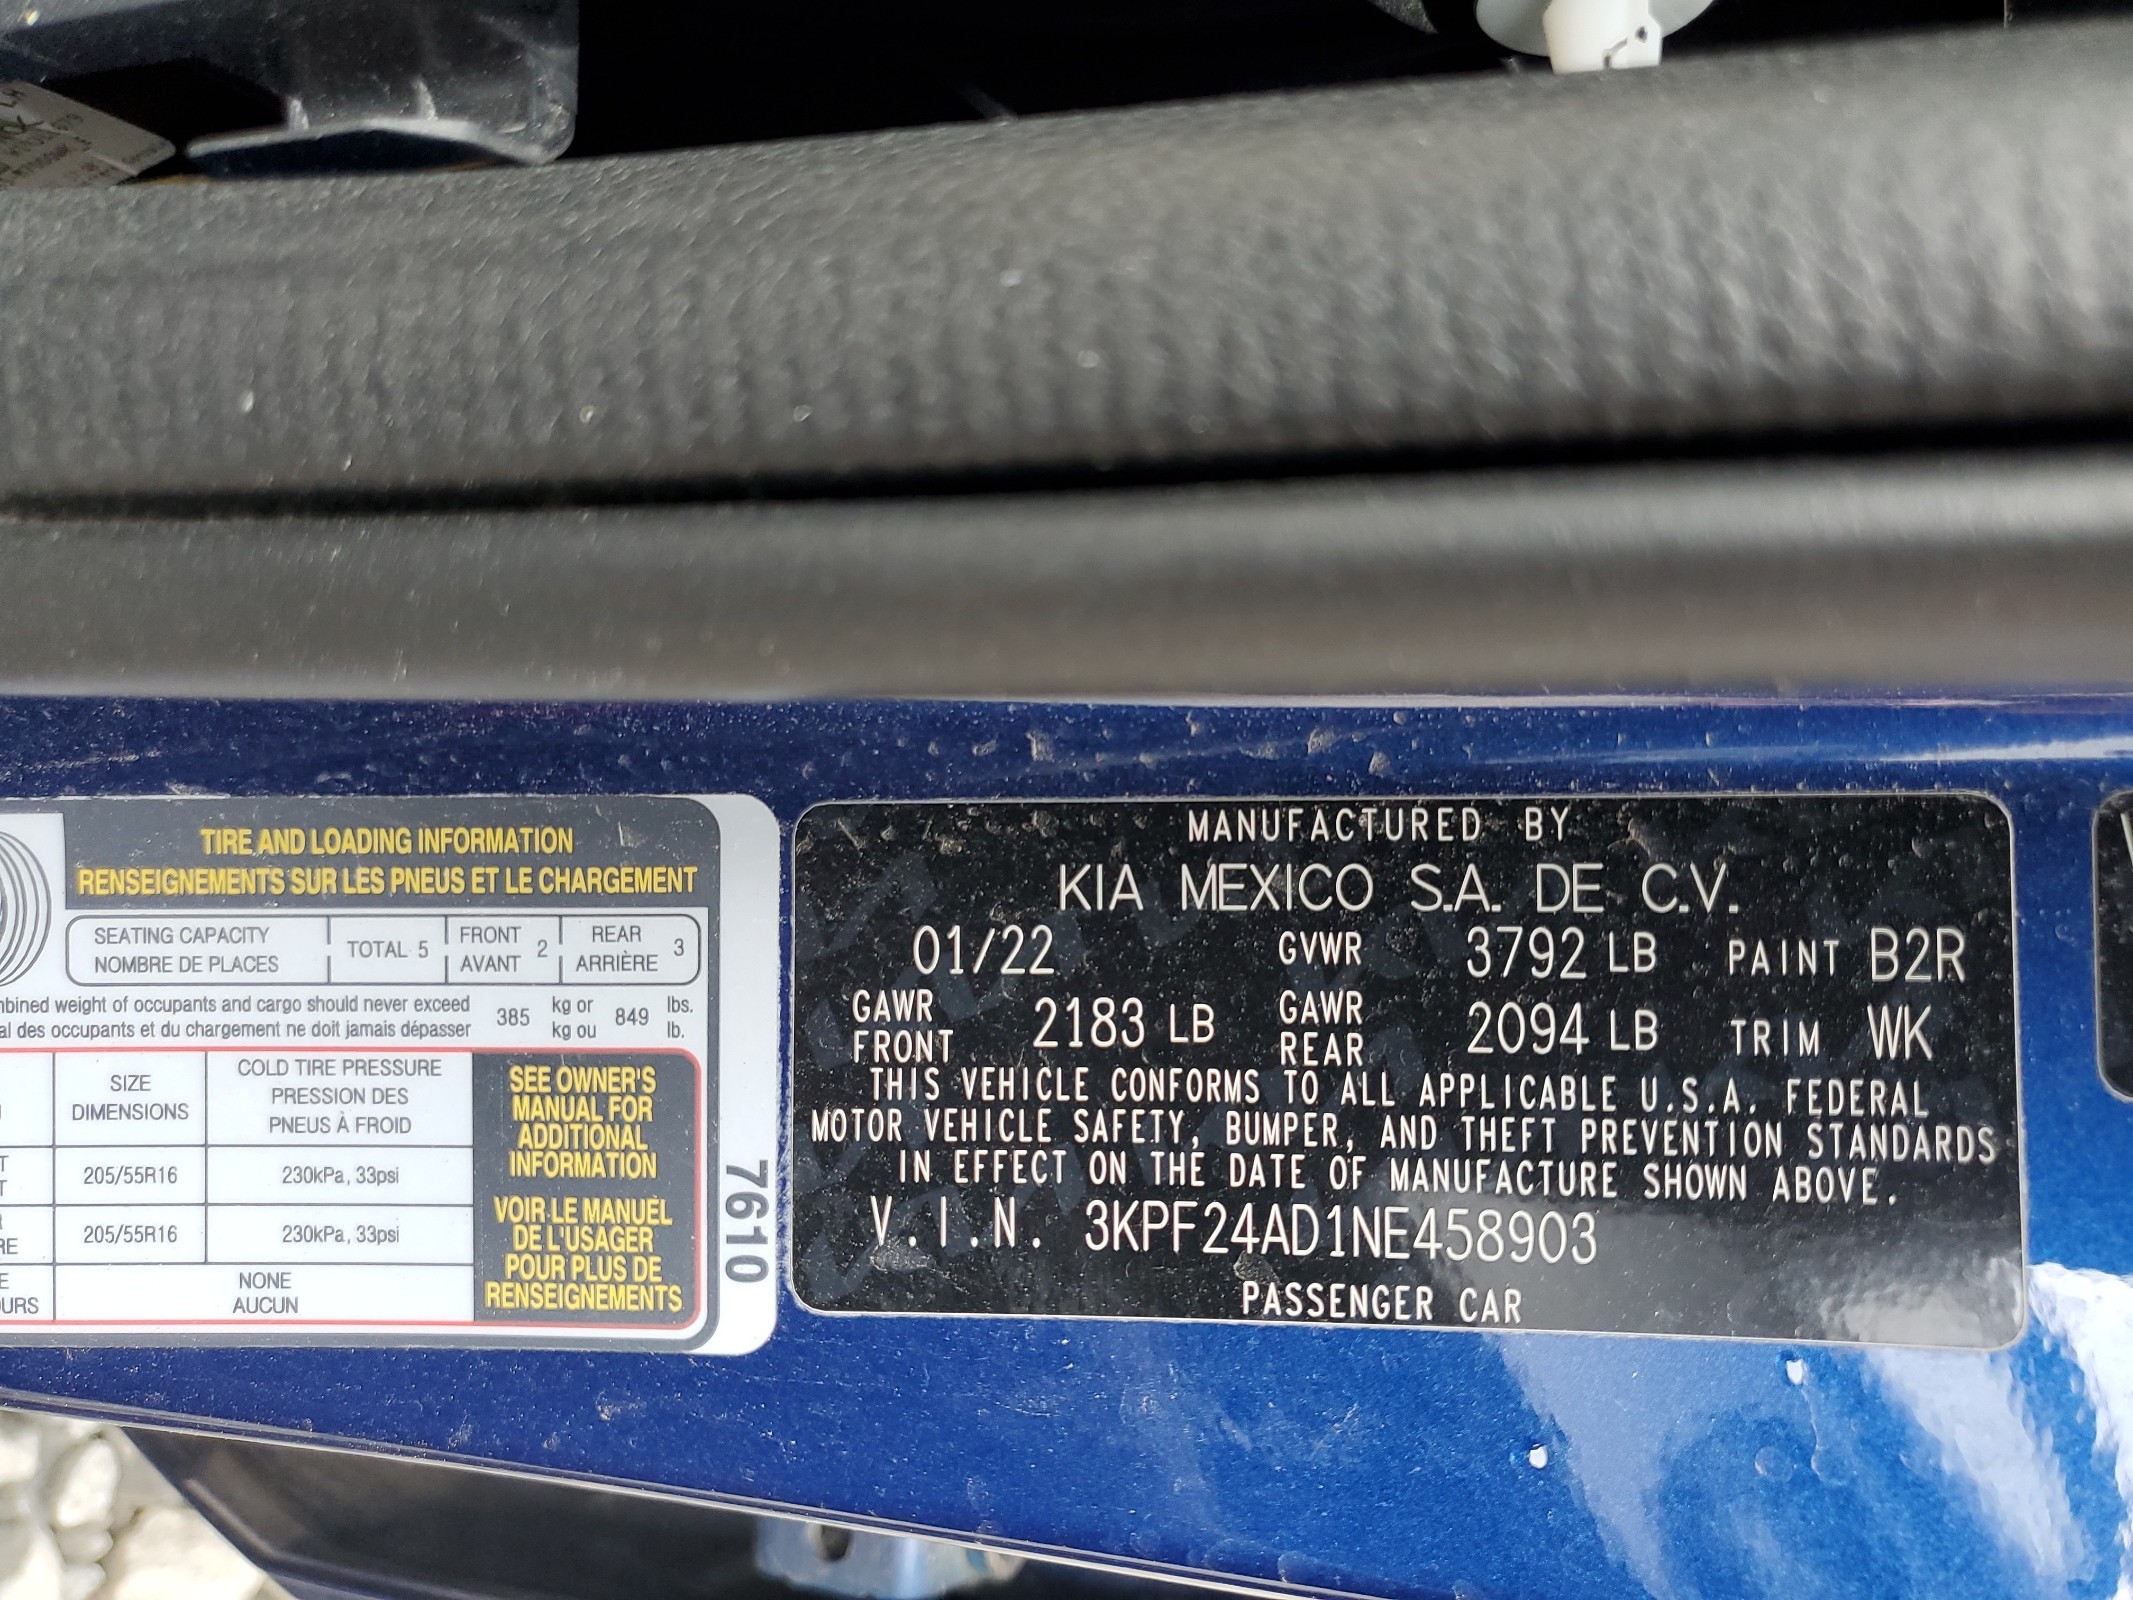 LH
TIRE AND LOADING INFORMATION
RENSEIGNEMENTS SUR LES PNEUS ET LE CHARGEMENT
SEATING CAPACITY
NOMBRE DE PLACES
TOTAL 5
FRONT
AVANT
2
REAR
ARRIÈRE
3
mbined weight of occupants and cargo should never exceed
al des occupants et du chargement ne doit jamais dépasser
385
kg or
kg ou
849
lbs.
lb.
SIZE
DIMENSIONS
COLD TIRE PRESSURE
PRESSION DES
PNEUS À FROID
T
T
205/55R16
230kPa, 33psi
R
RE
205/55R16
230kPa, 33psi
E
OURS
NONE
AUCUN
SEE OWNER'S
MANUAL FOR
ADDITIONAL
INFORMATION
VOIR LE MANUEL
DE L'USAGER
POUR PLUS DE
RENSEIGNEMENTS
7610
MANUFACTURED BY
KIA MEXICO S.A. DE C.V.
01/22 GVWR 3792 LB PAINT B2R
GAWR
FRONT
2183 LB
GAWR
REAR
2094 LB TRIM WK
THIS VEHICLE CONFORMS TO ALL APPLICABLE U.S.A. FEDERAL
MOTOR VEHICLE SAFETY, BUMPER, AND THEFT PREVENTION STANDARDS
IN EFFECT ON THE DATE OF MANUFACTURE SHOWN ABOVE.
V.I.N. 3KPF24AD1NE458903
PASSENGER CAR